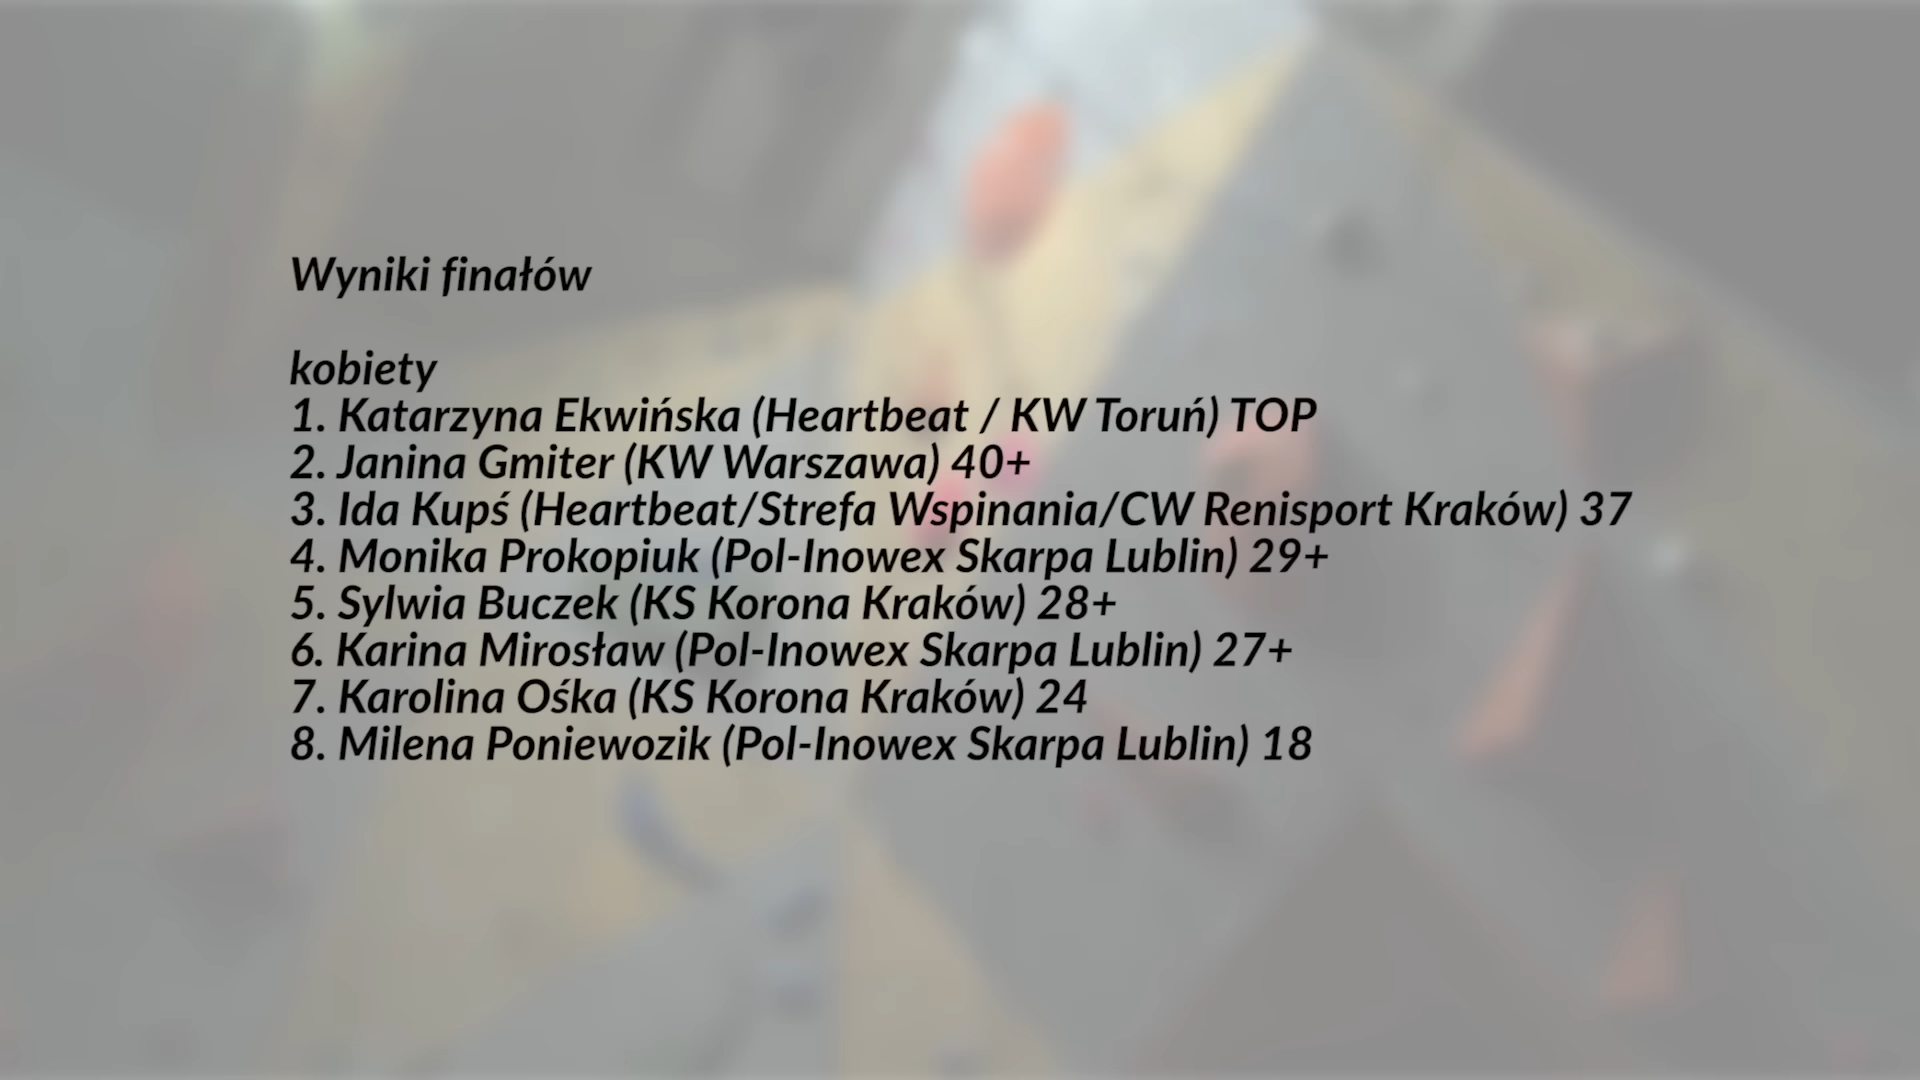 Wyniki finałów
kobiety
1. Katarzyna Ekwińska (Heartbeat / KW Toruń) TOP
2. Janina Gmiter (KW Warszawa) 40+
3. Ida Kupś (Heartbeat/Strefa Wspinania/CW Renisport Kraków) 37
4. Monika Prokopiuk (Pol-Inowex Skarpa Lublin) 29+
5. Sylwia Buczek (KS Korona Kraków) 28+
6. Karina Mirosław (Pol-Inowex Skarpa Lublin) 27+
7. Karolina Ośka (KS Korona Kraków) 24
8. Milena Poniewozik (Pol-Inowex Skarpa Lublin) 18